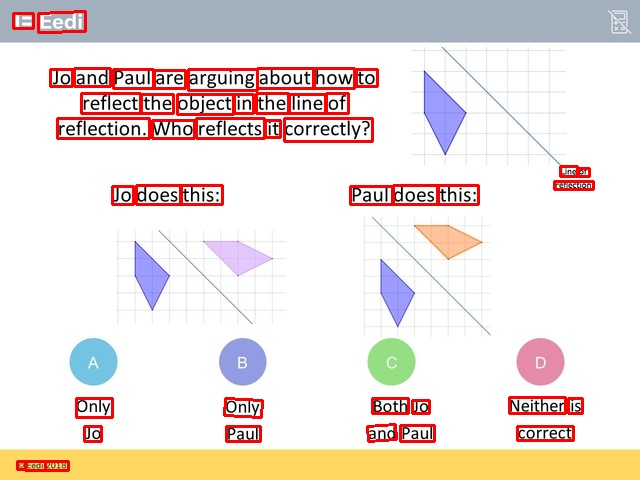 Eedi
Jo and Paul are arguing about how to
reflect the object in the line of
reflection. Who reflects it correctly?
Line of
reflection
Jo does this:
Paul does this:
A
B
C
D
Only
Jo
Only
Paul
Both Jo
and Paul
Neither is
correct
© Eedi 2018